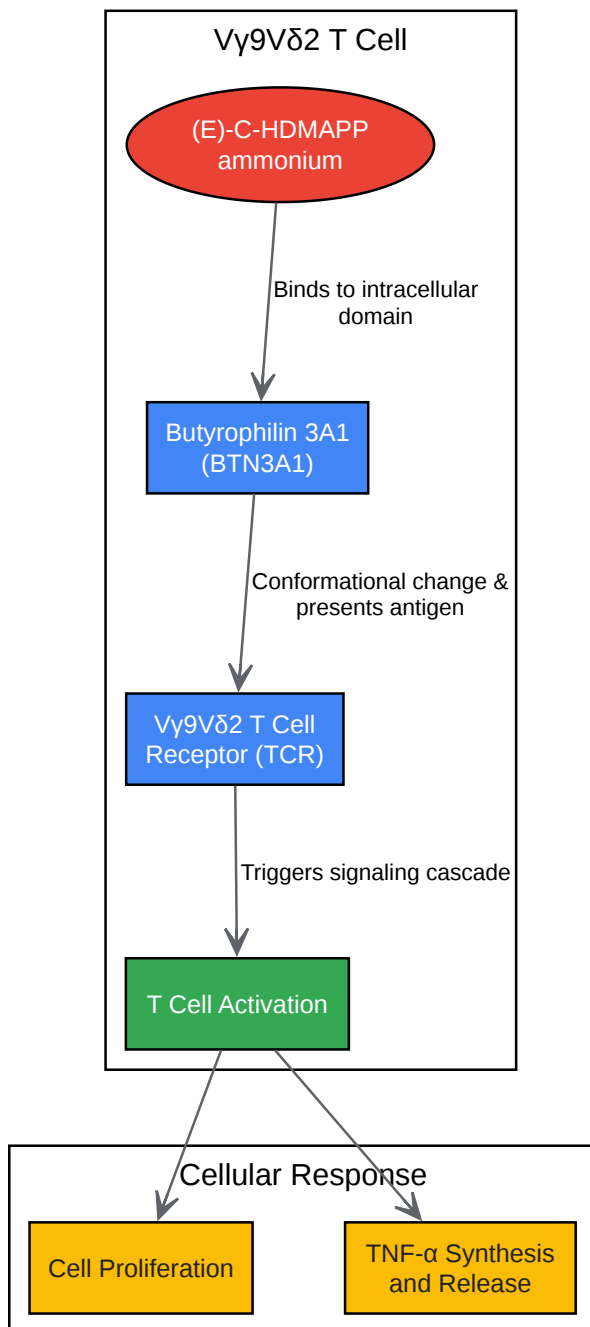 Vγ9Vδ2 T Cell
(E)-C-HDMAPP
ammonium
Binds to intracellular
domain
Butyrophilin 3A1
(BTN3A1)
Conformational change &
presents antigen
Vγ9Vδ2 T Cell
Receptor (TCR)
Triggers signaling cascade
T Cell Activation
Cellular Response
Cell Proliferation
TNF-α Synthesis
and Release